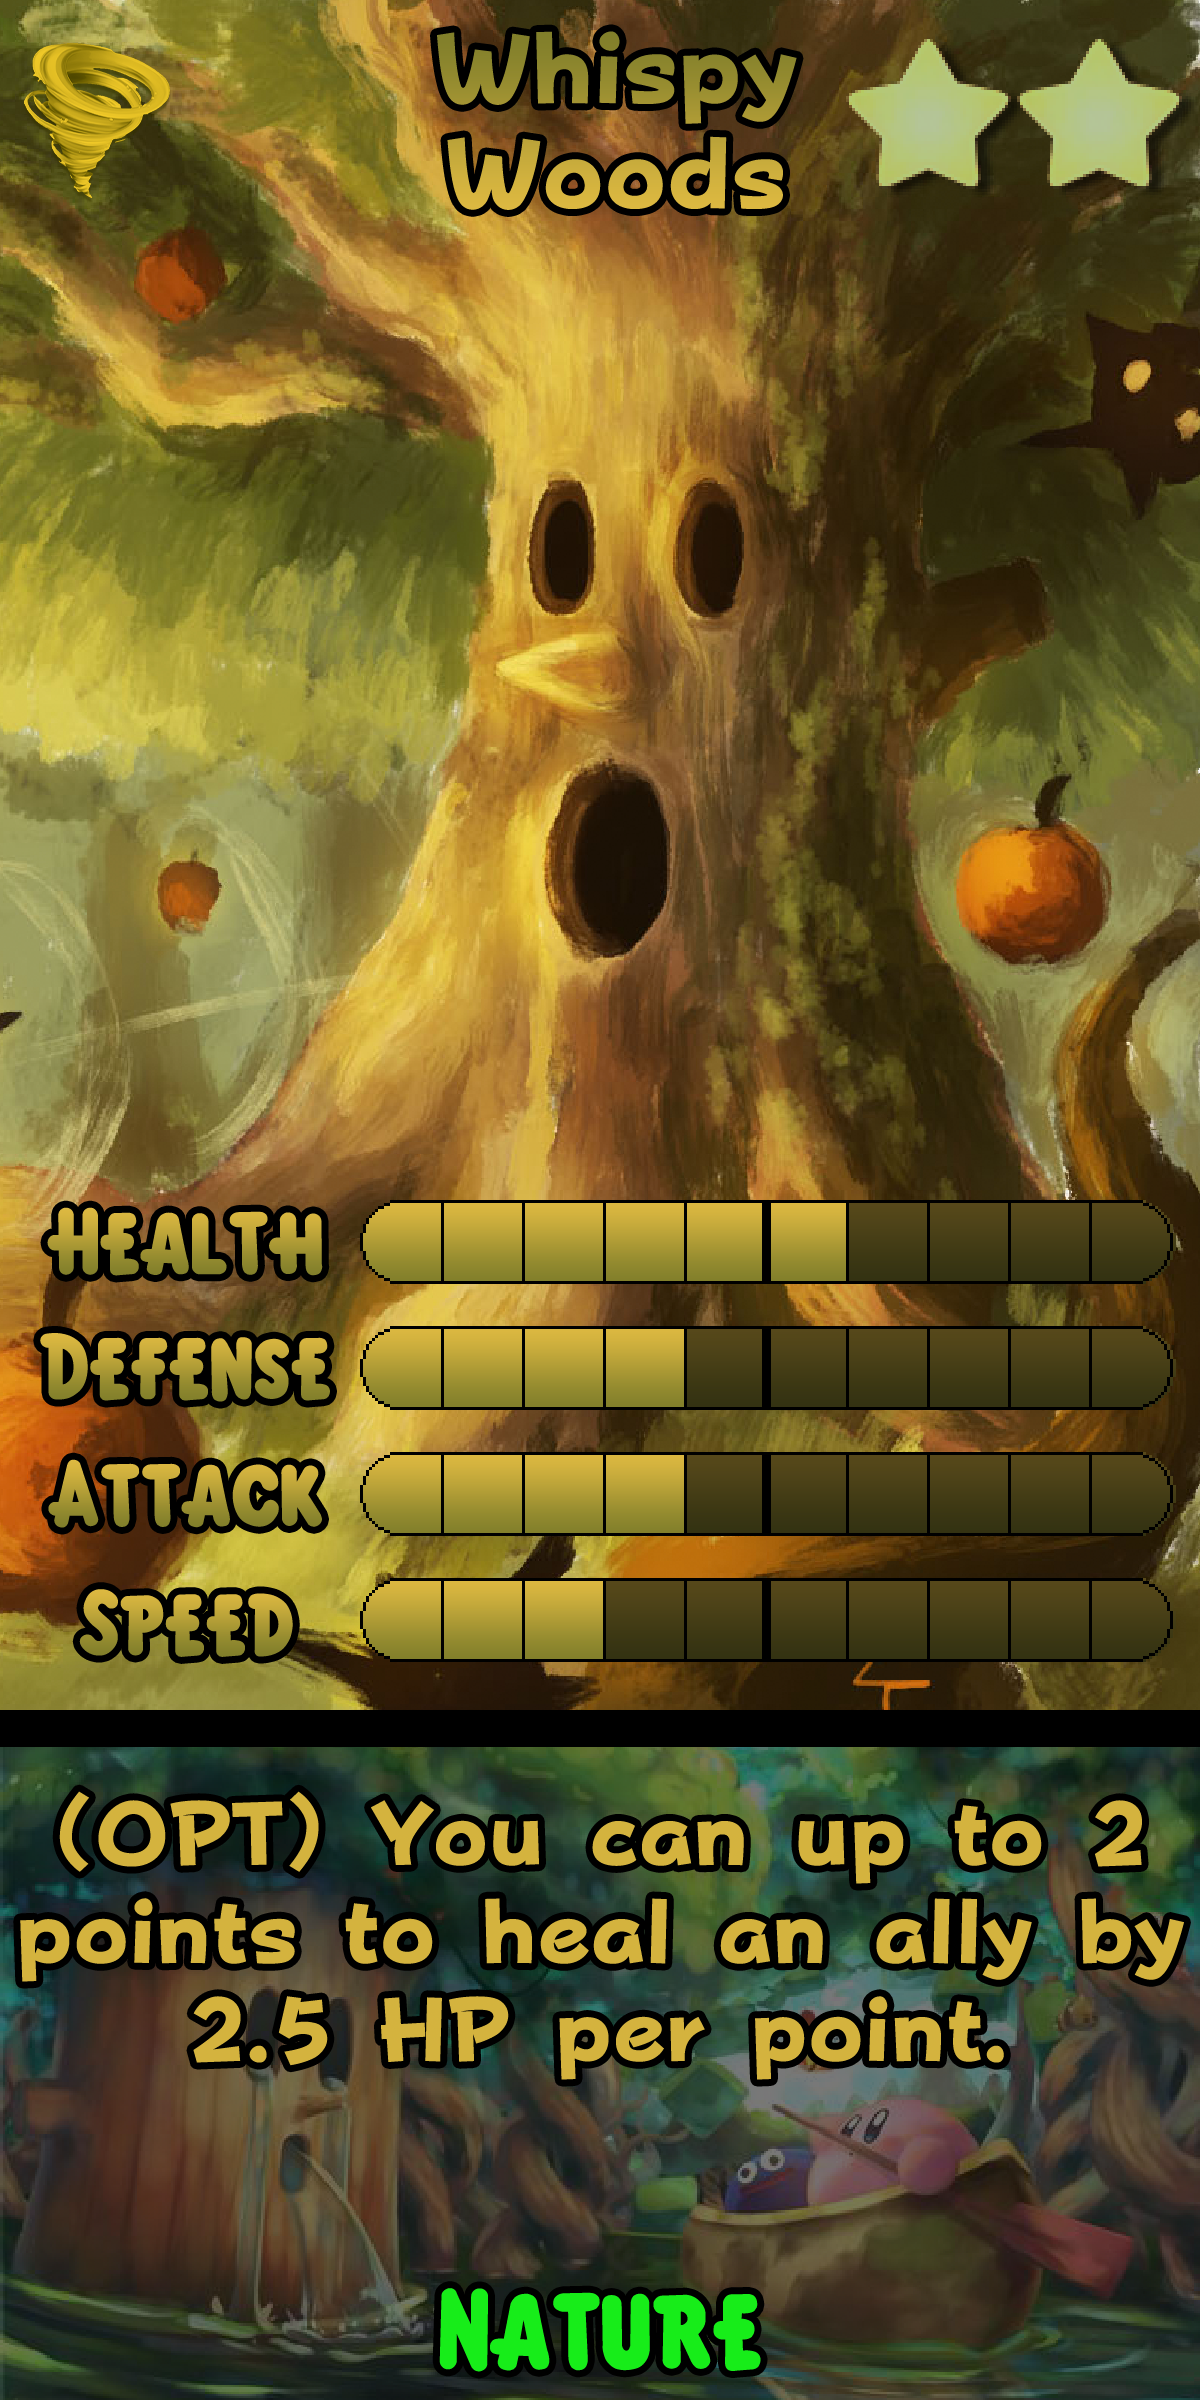 Whispy
Woods
HEALTH
DEFENSE
ATTACK
SPEED
(OPT) You can up to 2
points to heal an ally by
2.5 HP per point.
NATURE